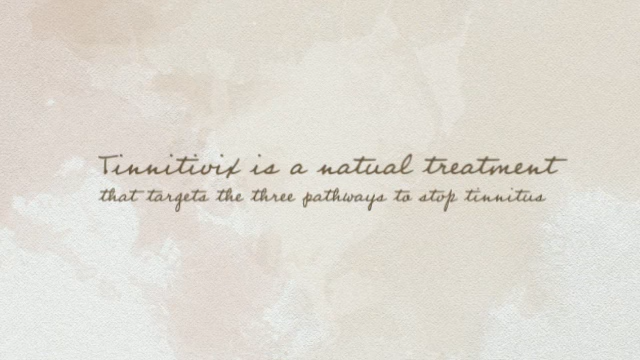 Tinnitivix is a natual treatment
that targets the three pathways to stop tinnitus